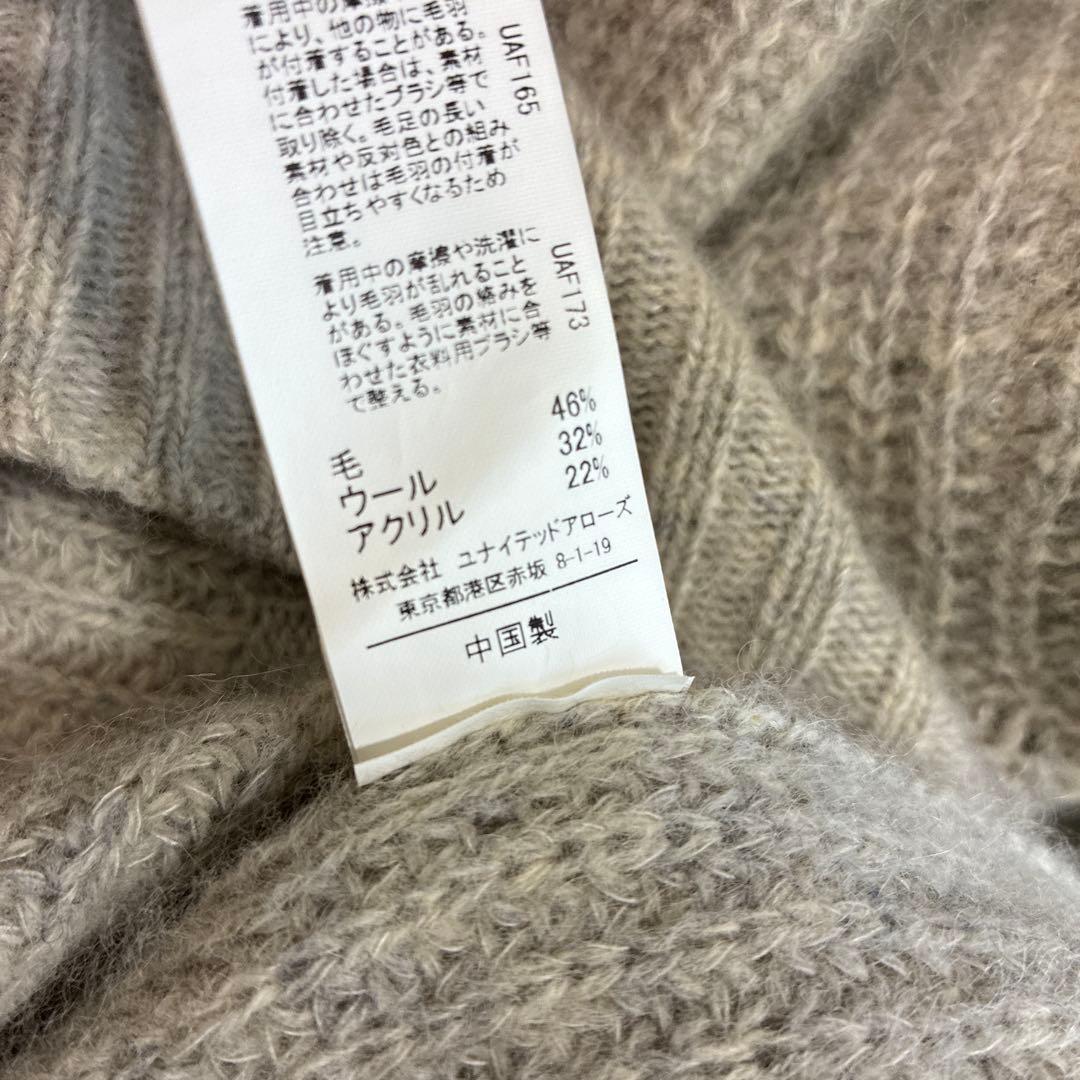 着用中の摩擦
により、他の物に毛羽
が付着することがある。
付着した場合は、素材
に合わせたブラシ等で
取り除く。毛足の長い
素材や反対色との組み
合わせは毛羽の付着が
目立ちやすくなるため
注意。
UAF165
着用中の摩擦や洗濯に
より毛羽が乱れること
がある。毛羽の絡みを
ほぐすように素材に合
わせた衣料用ブラシ等
で整える。
UAF173
毛 46%
ウール 32%
アクリル 22%
株式会社 ユナイテッドアローズ
東京都港区赤坂 8-1-19
中国製